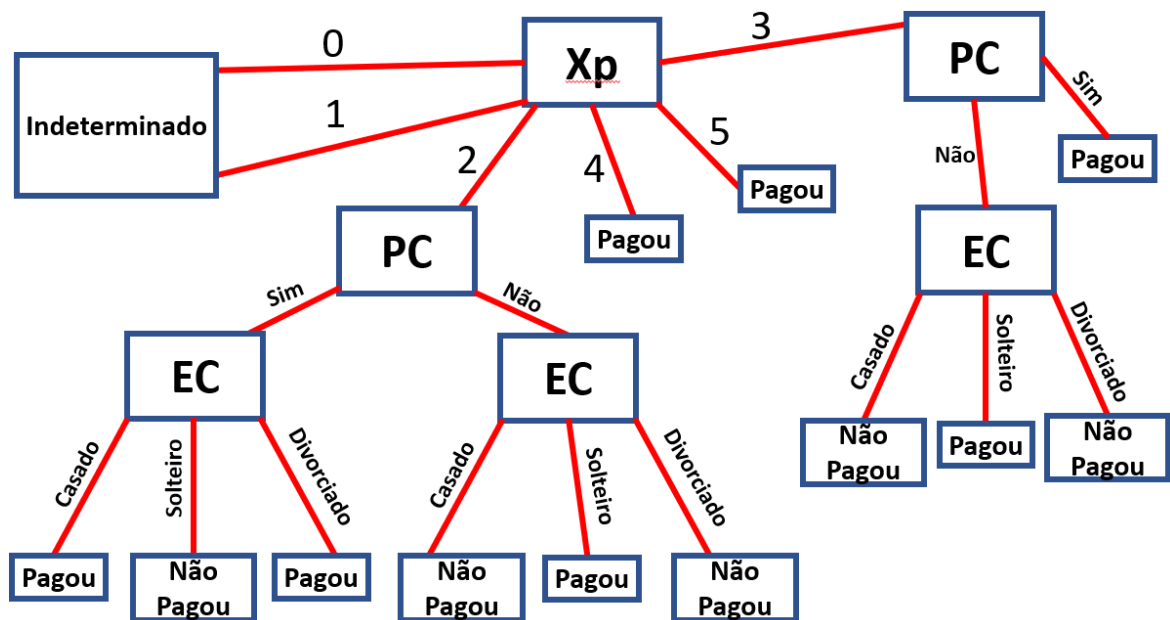 0
Xp
3
PC
Indeterminado
1
2
4
5
Sim
Não
Pagou
Pagou
Pagou
PC
EC
Sim
Não
Casado
Solteiro
Divorciado
EC
EC
Não
Pagou
Pagou
Não
Pagou
Casado
Solteiro
Divorciado
Casado
Solteiro
Divorciado
Pagou
Não
Pagou
Pagou
Não
Pagou
Pagou
Não
Pagou